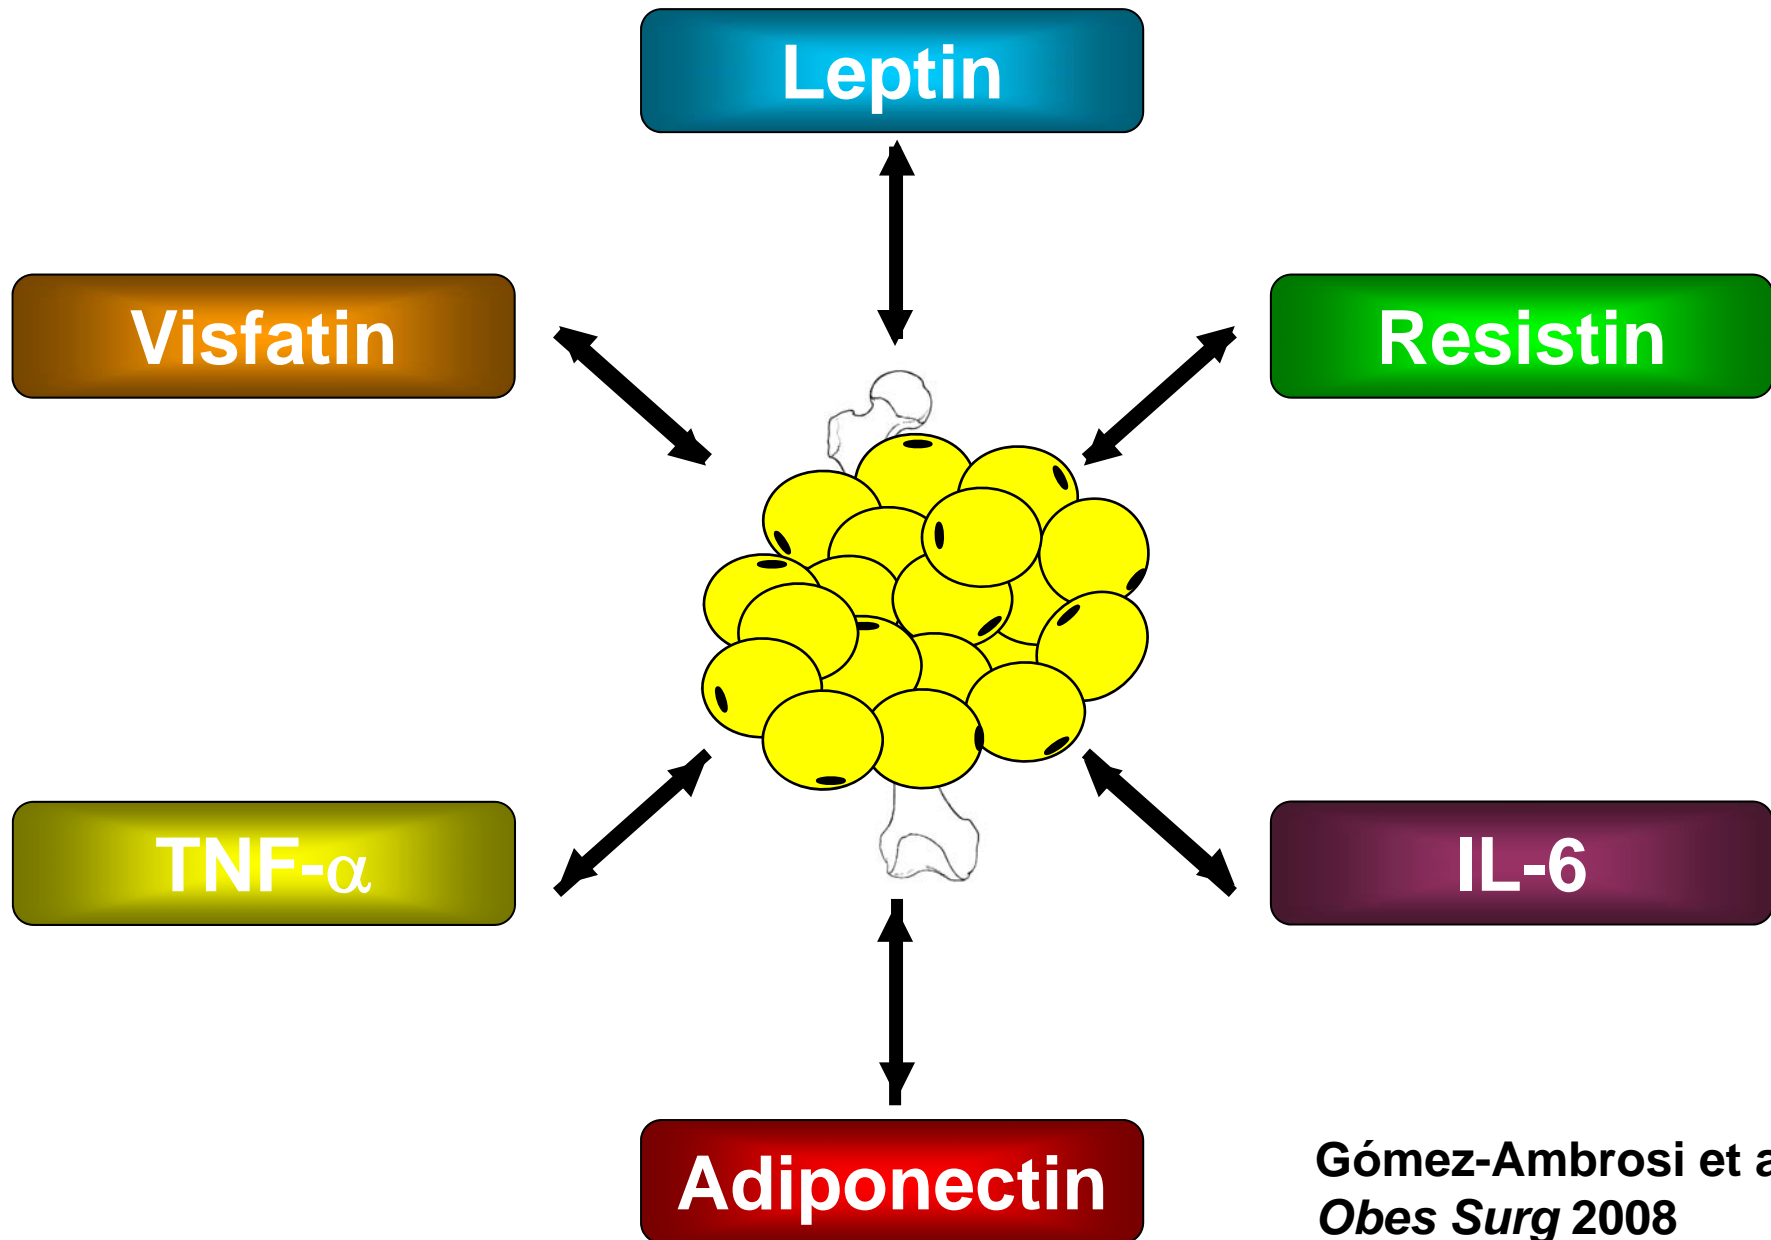 Leptin
Visfatin
Resistin
TNF-α
IL-6
Adiponectin
Gómez-Ambrosi et a
Obes Surg 2008